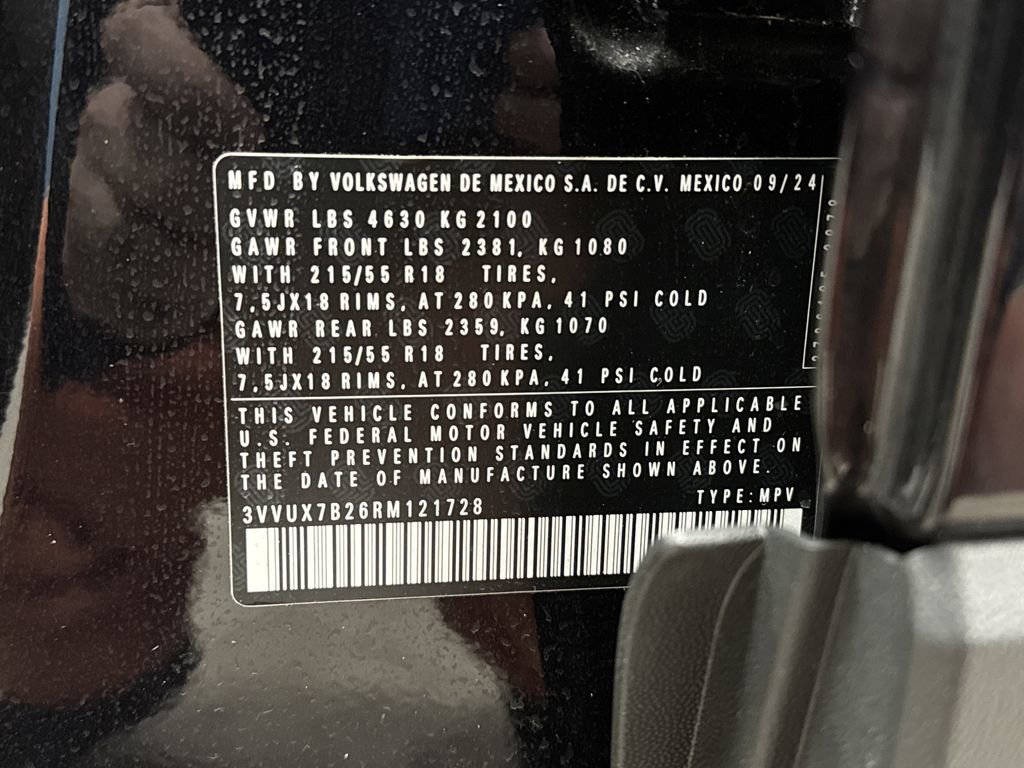 MFD BY VOLKSWAGEN DE MEXICO S.A. DE C.V. MEXICO 09/24
GVWR LBS 4630 KG 2100
GAWR FRONT LBS 2381, KG 1080
WITH 215/55 R18 TIRES,
7,5JX18 RIMS, AT 280 KPA, 41 PSI COLD
GAWR REAR LBS 2359, KG 1070
WITH 215/55 R18 TIRES,
7,5JX18 RIMS, AT 280 KPA, 41 PSI COLD
THIS VEHICLE CONFORMS TO ALL APPLICABLE
U.S. FEDERAL MOTOR VEHICLE SAFETY AND
THEFT PREVENTION STANDARDS IN EFFECT ON
THE DATE OF MANUFACTURE SHOWN ABOVE.
3VVUX7B26RM121728 TYPE: MPV